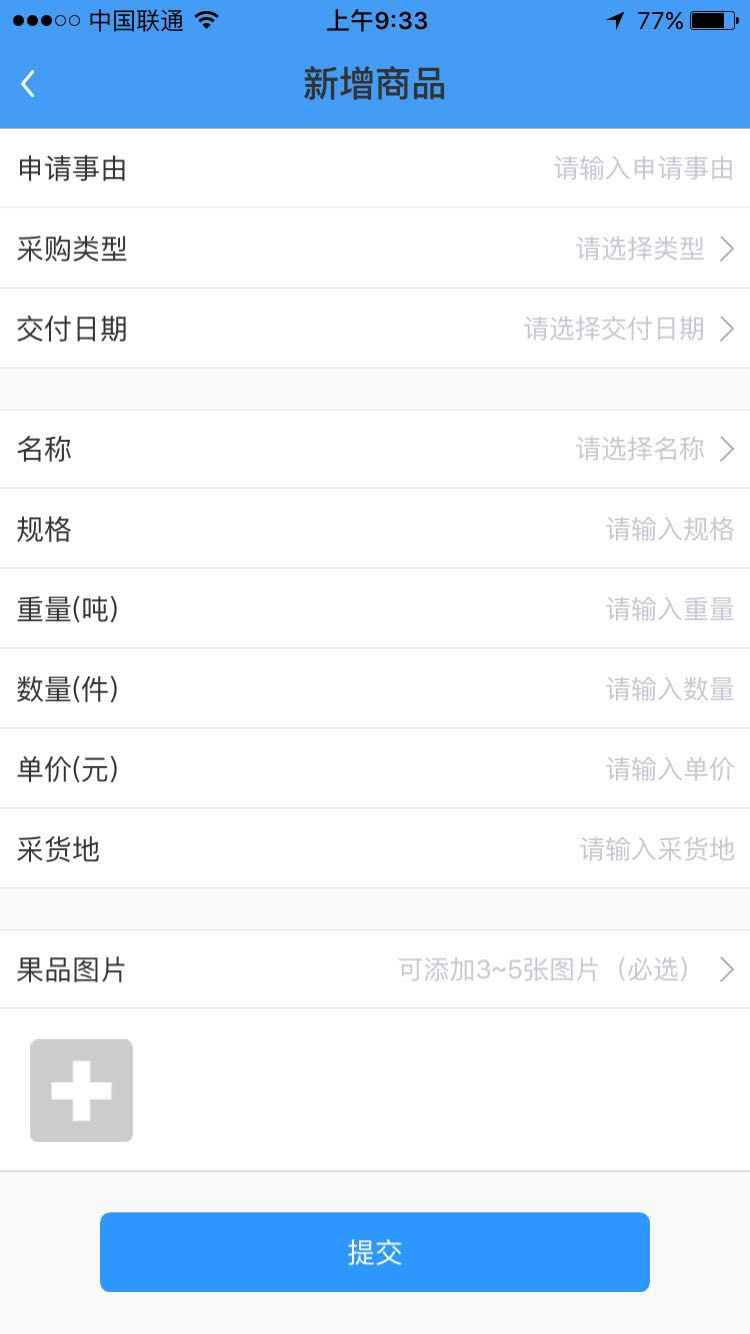 中国联通 上午9:33 77%
新增商品
申请事由 请输入申请事由
采购类型 请选择类型
交付日期 请选择交付日期
名称 请选择名称
规格 请输入规格
重量(吨) 请输入重量
数量(件) 请输入数量
单价(元) 请输入单价
采货地 请输入采货地
果品图片 可添加3~5张图片（必选）
提交